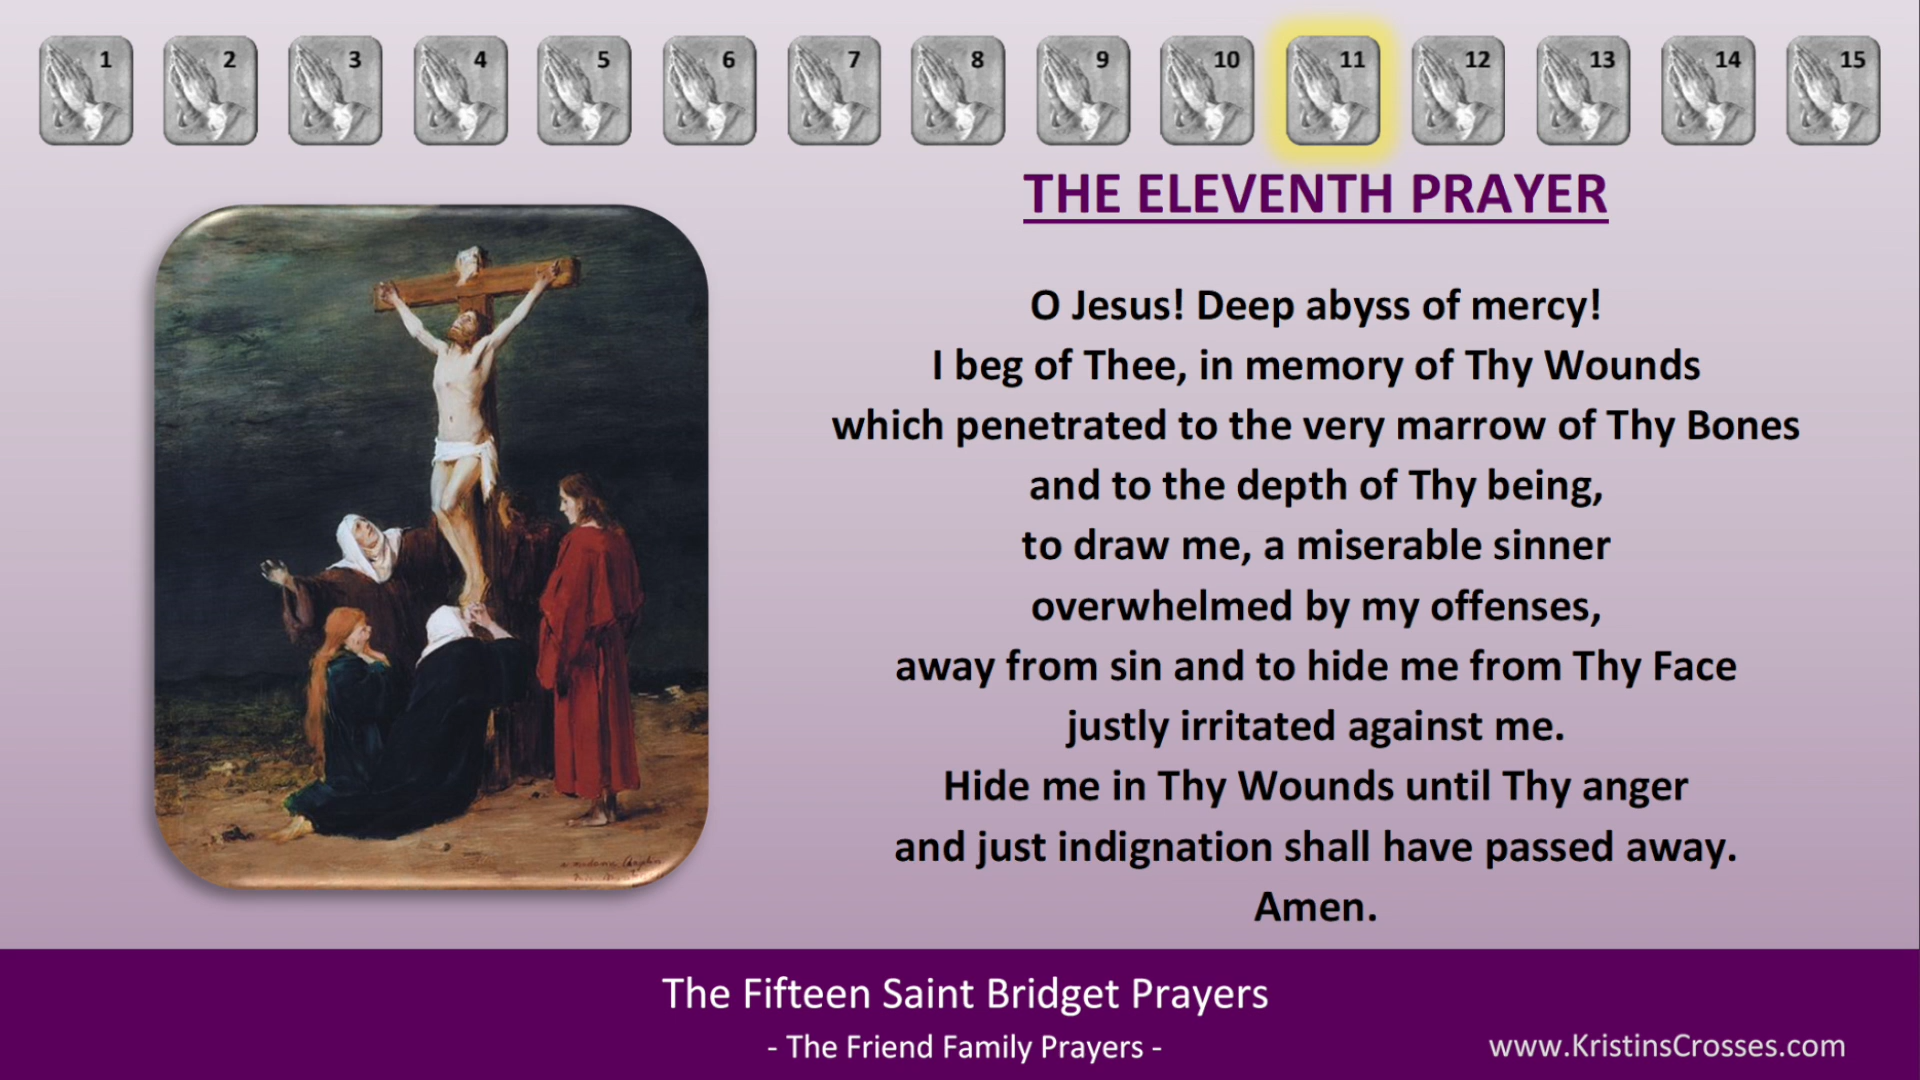 1 2 3 4 5 6 7 8 9 10 11 12 13 14 15
THE ELEVENTH PRAYER
O Jesus! Deep abyss of mercy!
I beg of Thee, in memory of Thy Wounds
which penetrated to the very marrow of Thy Bones
and to the depth of Thy being,
to draw me, a miserable sinner
overwhelmed by my offenses,
away from sin and to hide me from Thy Face
justly irritated against me.
Hide me in Thy Wounds until Thy anger
and just indignation shall have passed away.
Amen.
The Fifteen Saint Bridget Prayers
- The Friend Family Prayers -
www.KristinsCrosses.com